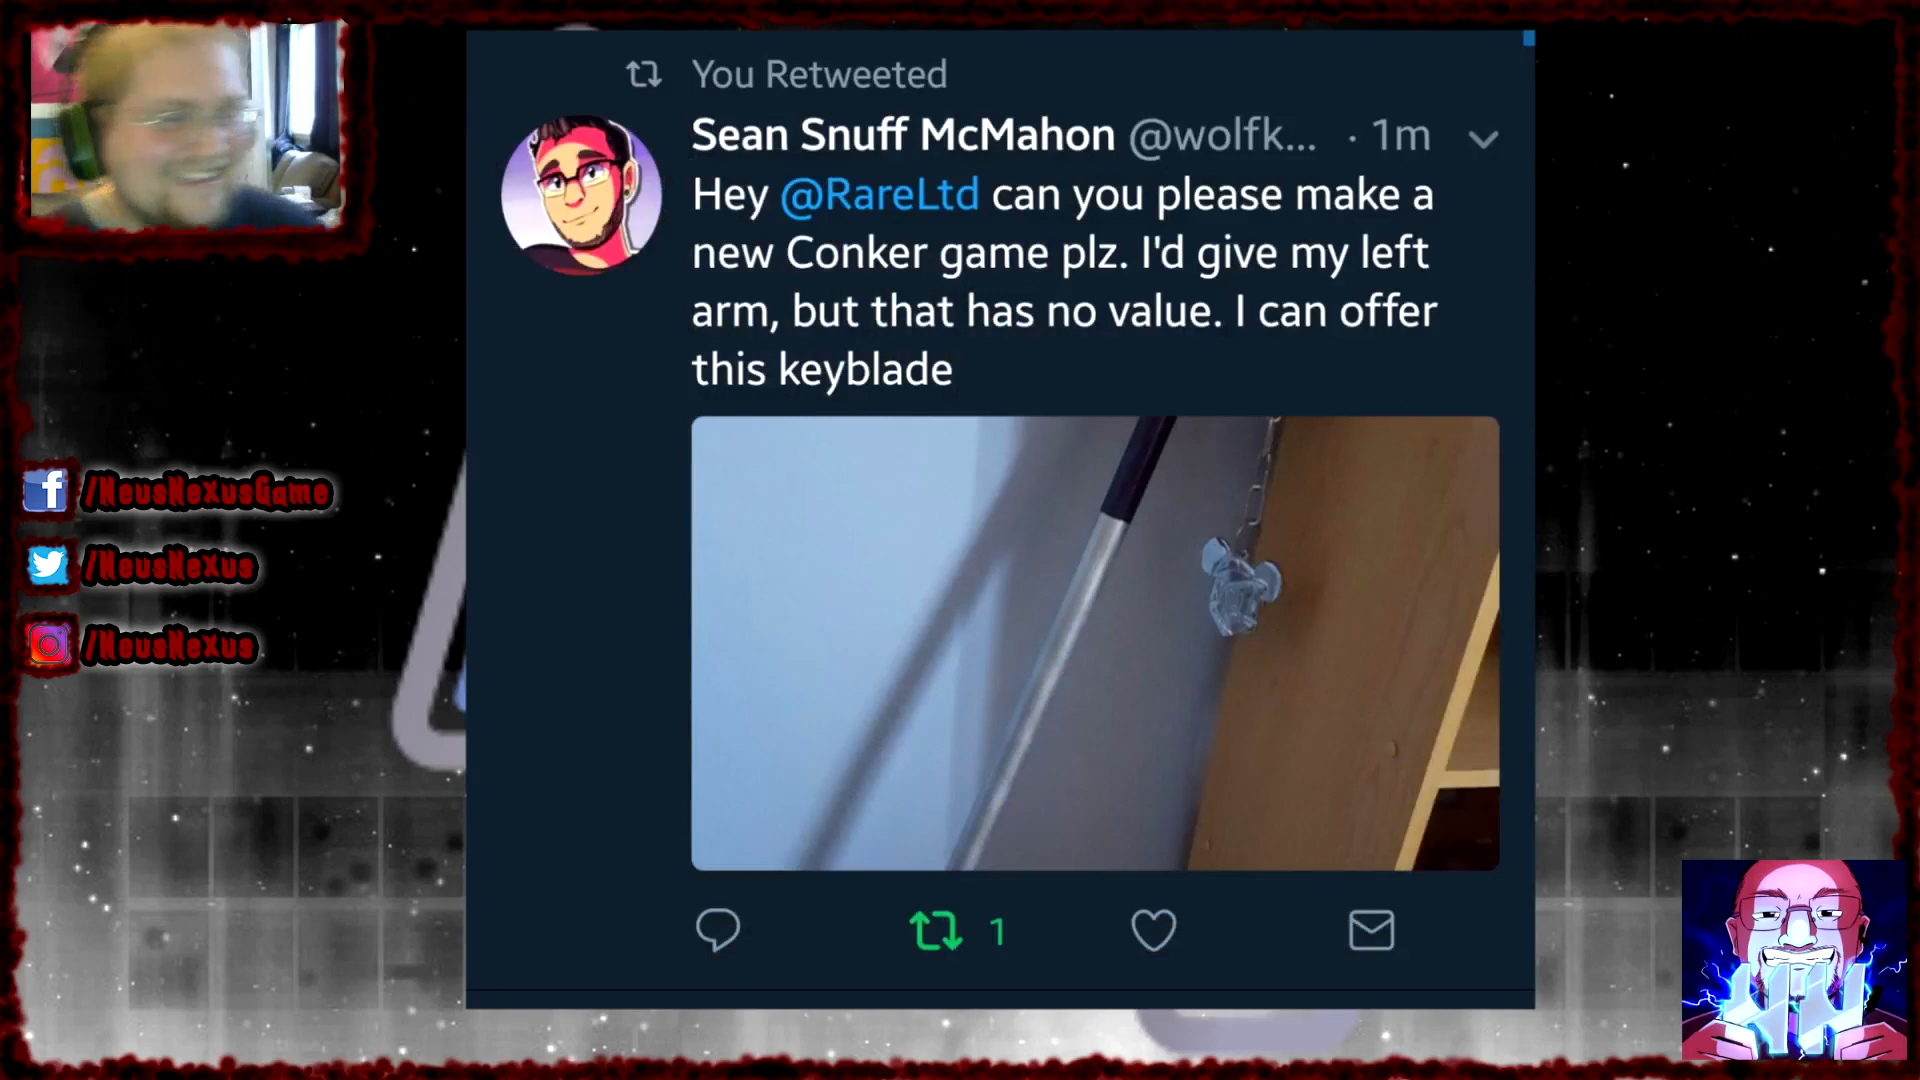 You Retweeted
Sean Snuff McMahon @wolfk... · 1m
Hey @RareLtd can you please make a
new Conker game plz. I'd give my left
arm, but that has no value. I can offer
this keyblade
1
/NeusNexusGame
/NeusNexus
/NeusNexus
NN